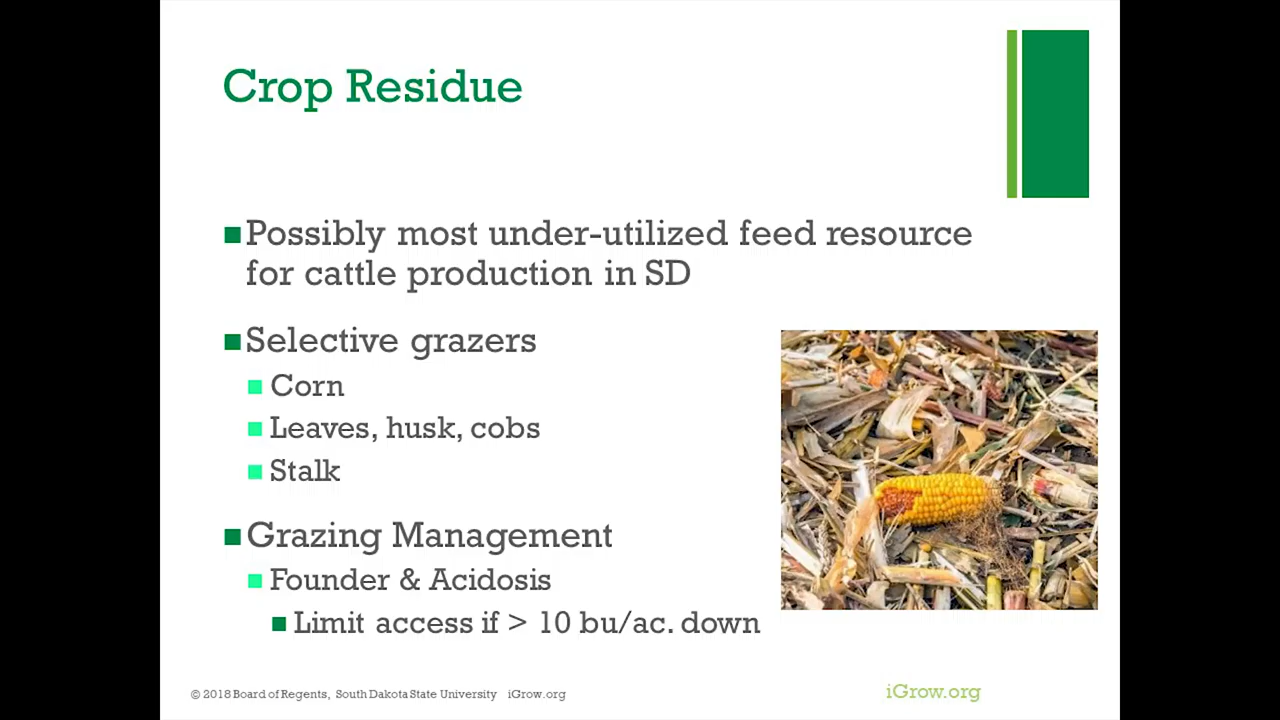 Crop Residue
Possibly most under-utilized feed resource
for cattle production in SD
Selective grazers
Corn
Leaves, husk, cobs
Stalk
Grazing Management
Founder & Acidosis
Limit access if > 10 bu/ac. down
© 2018 Board of Regents, South Dakota State University iGrow.org
iGrow.org